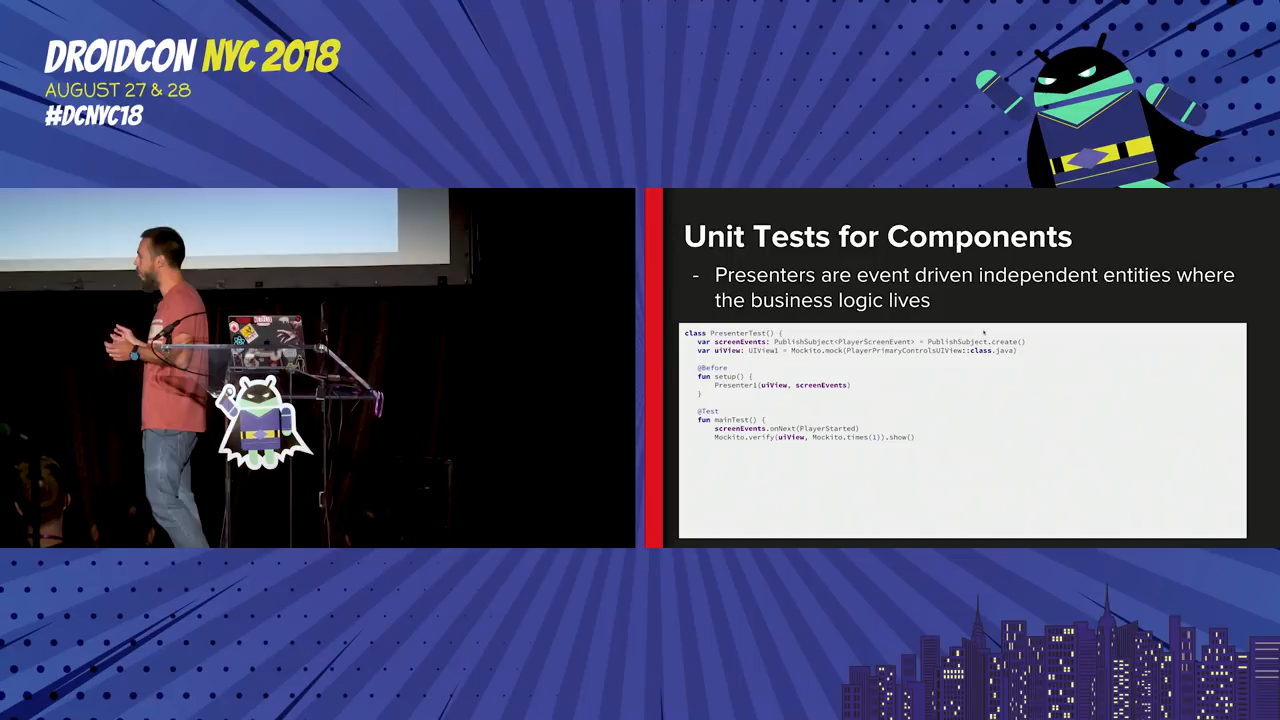 DROIDCON NYC 2018
AUGUST 27 & 28
#DCNYC18
Unit Tests for Components
- Presenters are event driven independent entities where
the business logic lives
class PresenterTest() {
var screenEvents: PublishSubject<PlayerScreenEvent> = PublishSubject.create()
var uiView: UIView1 = Mockito.mock(PlayerPrimaryControlsUIView::class.java)
@Before
fun setup() {
Presenter1(uiView, screenEvents)
}
@Test
fun mainTest() {
screenEvents.onNext(PlayerStarted)
Mockito.verify(uiView, Mockito.times(1)).show()